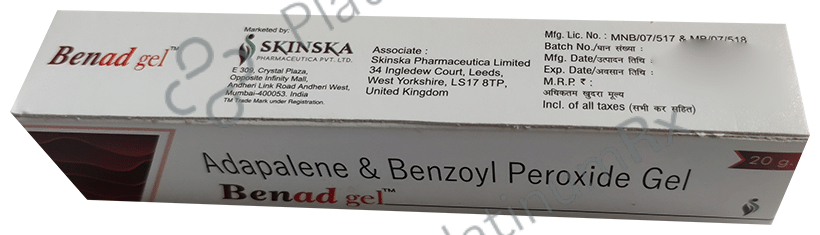 Benad gel™
Marketed by:
SKINSKA
PHARMACEUTICA PVT. LTD.
E 309, Crystal Plaza,
Opposite Infinity Mall,
Andheri Link Road Andheri West,
Mumbai-400053. India
TM Trade Mark under Registration.
Associate :
Skinska Pharmaceutica Limited
34 Ingledew Court, Leeds,
West Yorkshire, LS17 8TP,
United Kingdom
Mfg. Lic. No. : MNB/07/517 & MB/07/518
Batch No./घान संख्या :
Mfg. Date/उत्पादन तिथि :
Exp. Date/अवसान तिथि :
M.R.P. ₹ :
अधिकतम खुदरा मूल्य
Incl. of all taxes (सभी कर सहित)
Adapalene & Benzoyl Peroxide Gel
20 g.
Benad gel™